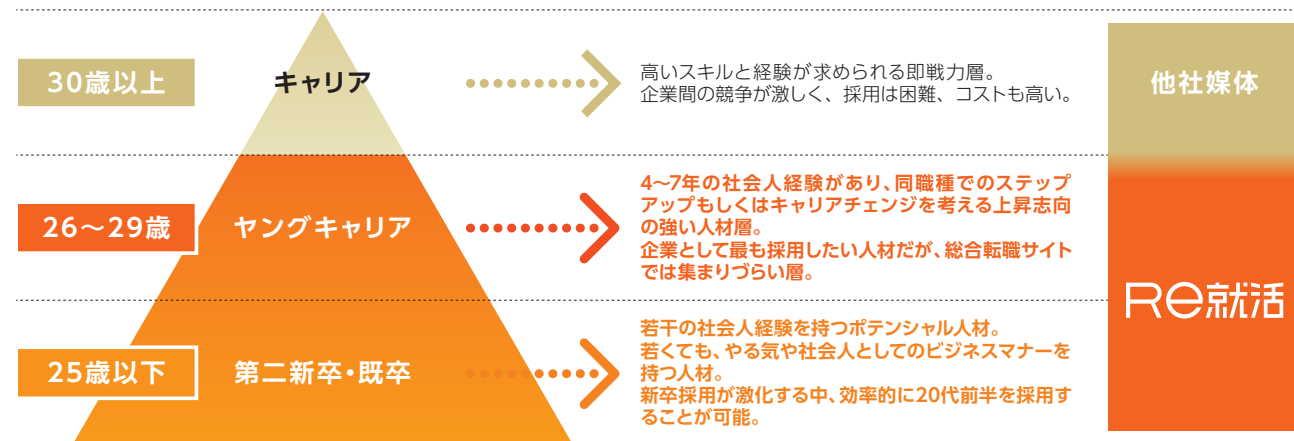 30歳以上
キャリア
高いスキルと経験が求められる即戦力層。
企業間の競争が激しく、採用は困難、コストも高い。
他社媒体
26〜29歳
ヤングキャリア
4〜7年の社会人経験があり、同職種でのステップ
アップもしくはキャリアチェンジを考える上昇志向
の強い人材層。
企業として最も採用したい人材だが、総合転職サイト
では集まりづらい層。
Re就活
25歳以下
第二新卒・既卒
若干の社会人経験を持つポテンシャル人材。
若くても、やる気や社会人としてのビジネスマナーを
持つ人材。
新卒採用が激化する中、効率的に20代前半を採用す
ることが可能。